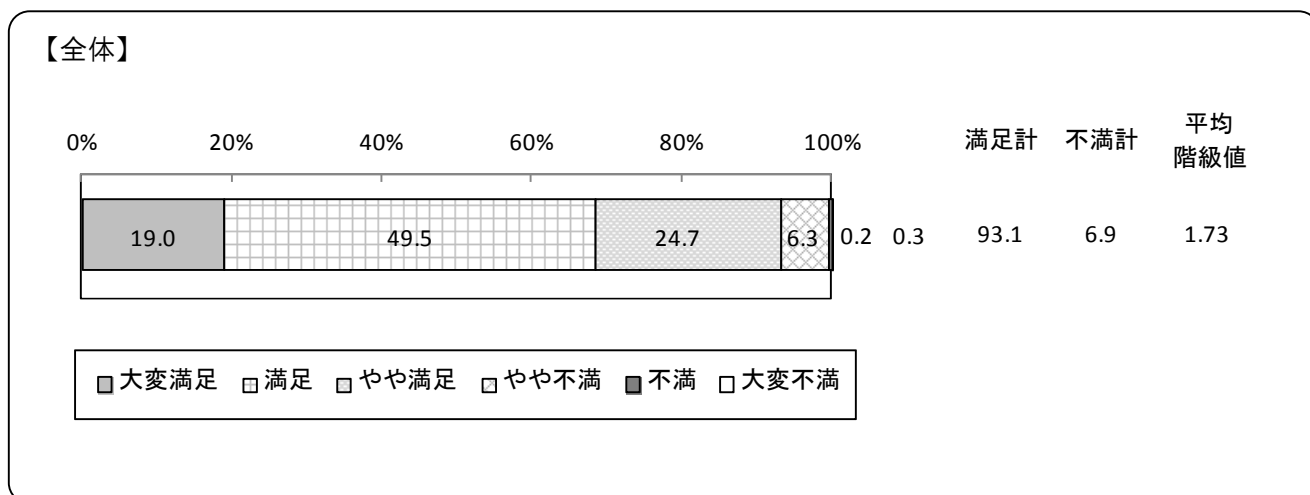 【全体】
0% 20% 40% 60% 80% 100% 満足計 不満計 平均
階級値
19.0 49.5 24.7 6.3 0.2 0.3 93.1 6.9 1.73
大変満足 満足 やや満足 やや不満 不満 大変不満